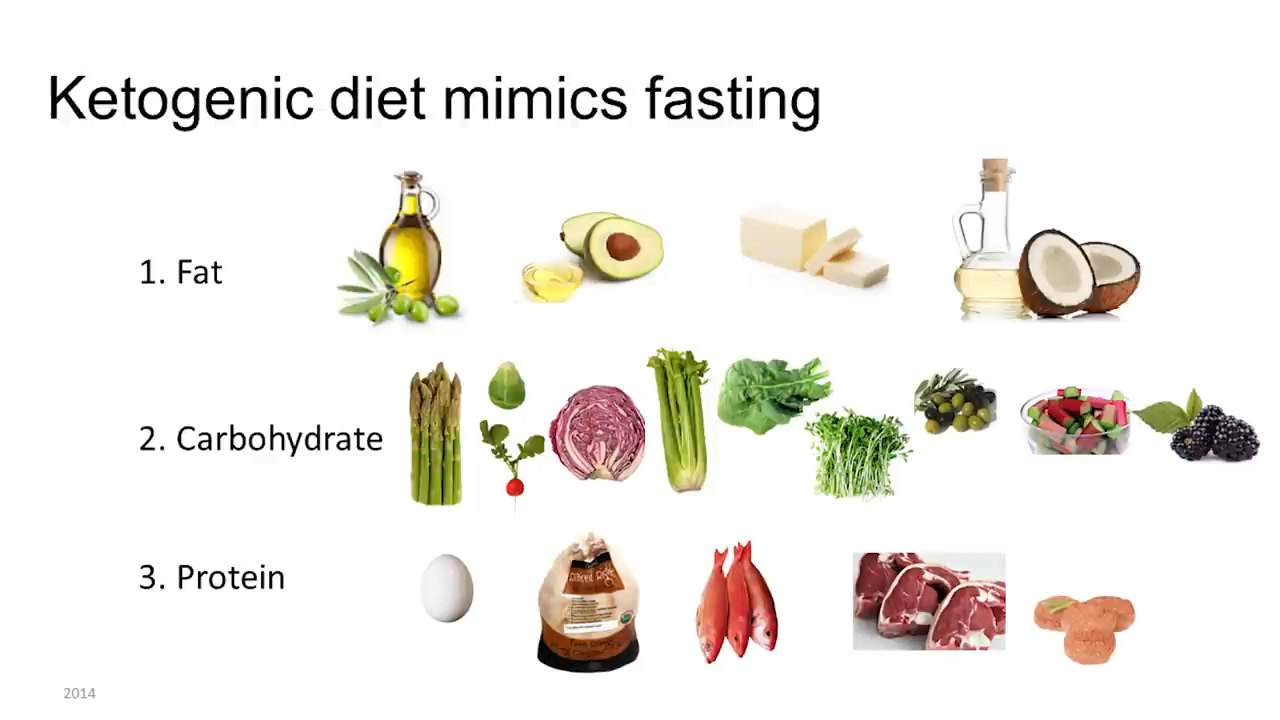 Ketogenic diet mimics fasting
1. Fat
2. Carbohydrate
3. Protein
2014